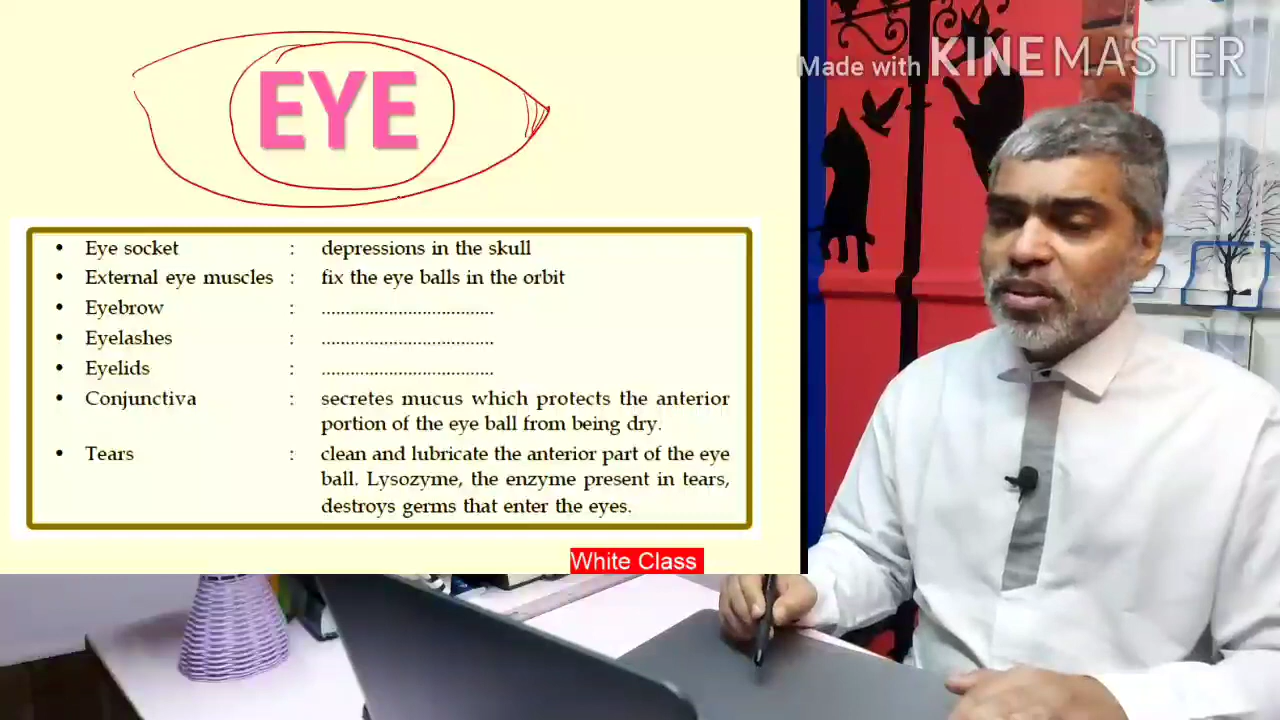 Made with KINEMASTER
EYE
• Eye socket : depressions in the skull
• External eye muscles : fix the eye balls in the orbit
• Eyebrow : ....................................
• Eyelashes : ....................................
• Eyelids : ....................................
• Conjunctiva : secretes mucus which protects the anterior
portion of the eye ball from being dry.
• Tears : clean and lubricate the anterior part of the eye
ball. Lysozyme, the enzyme present in tears,
destroys germs that enter the eyes.
White Class